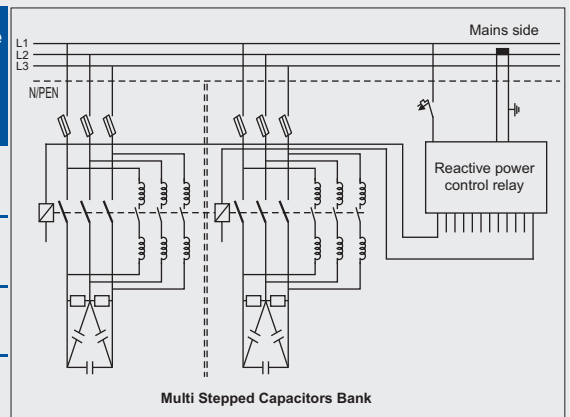 Mains side
L1
L2
L3
N/PEN
Reactive power
control relay
Multi Stepped Capacitors Bank